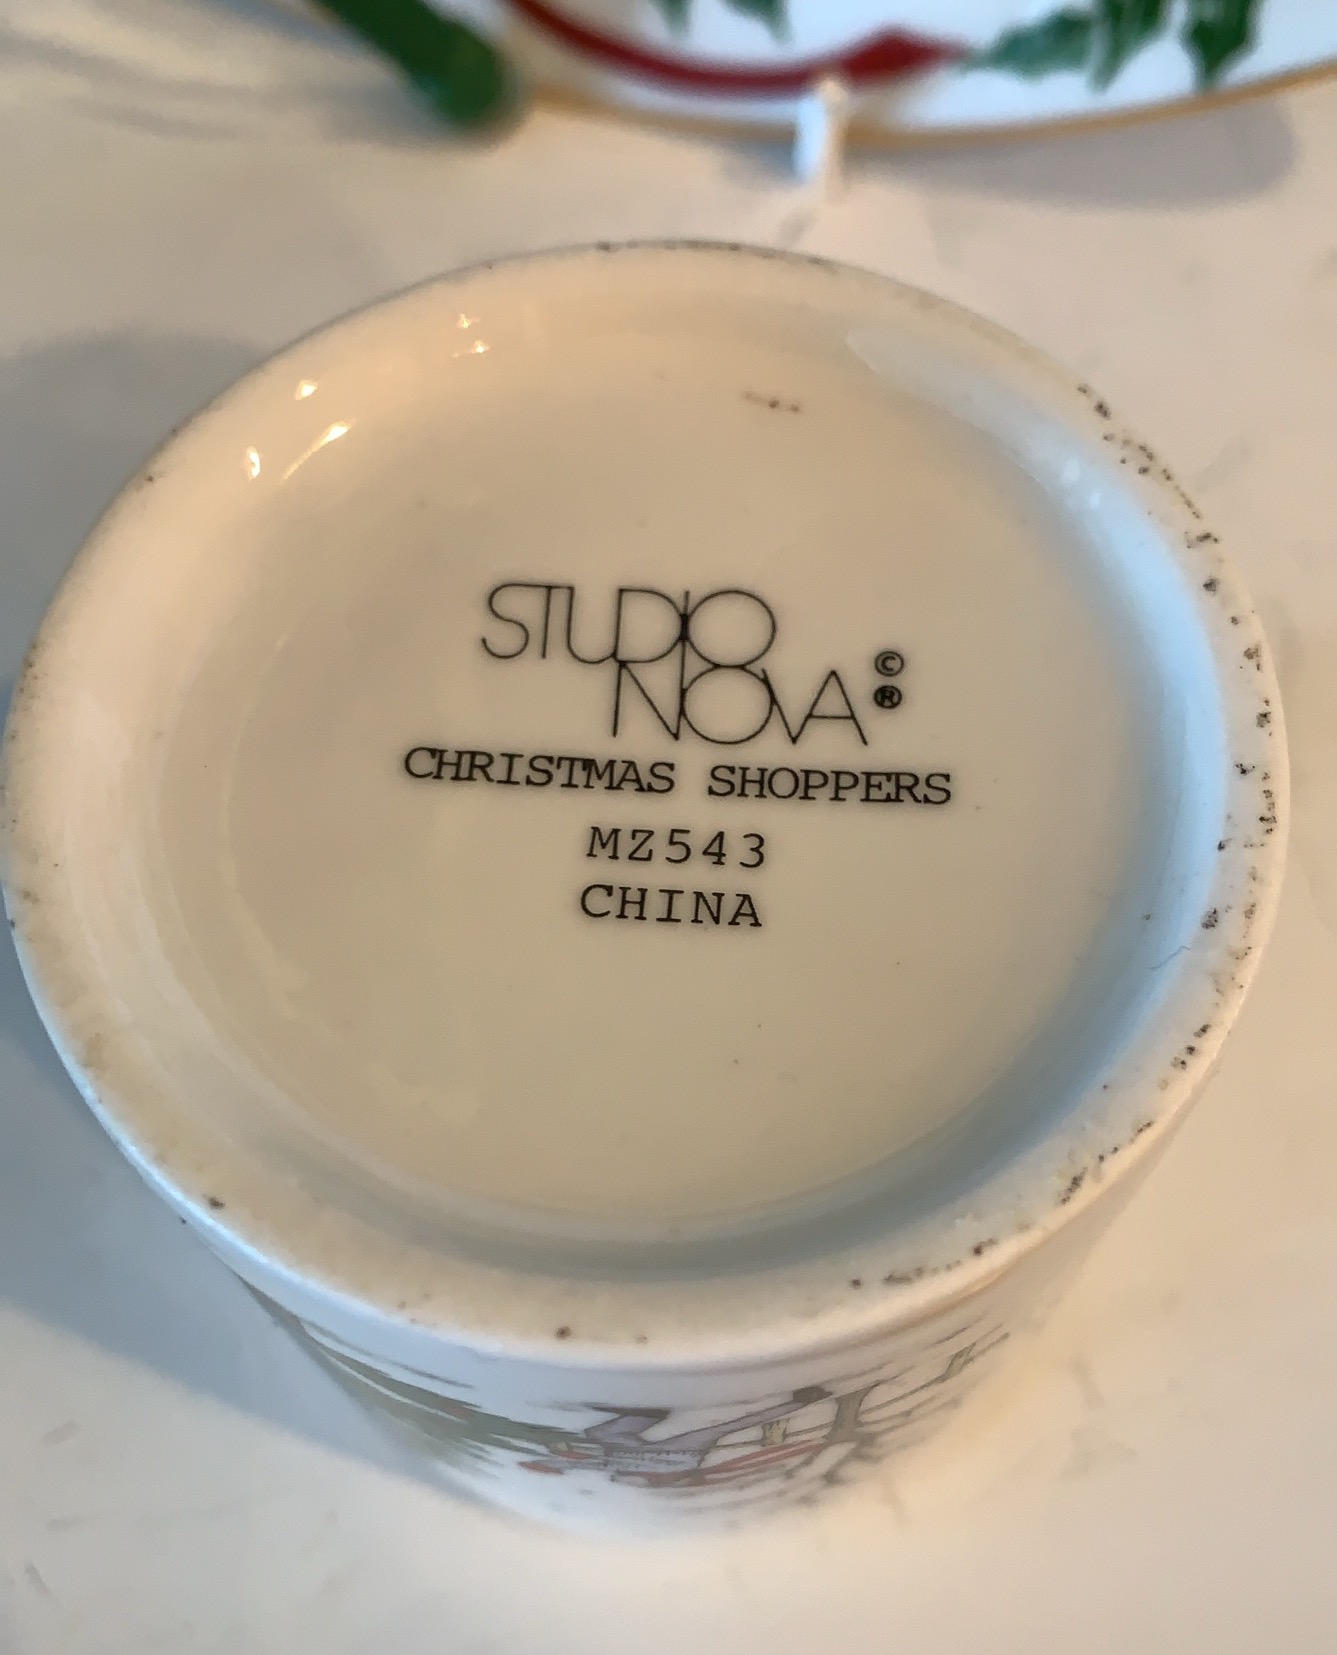 STUDIO
NOVA ©
®
CHRISTMAS SHOPPERS
MZ543
CHINA